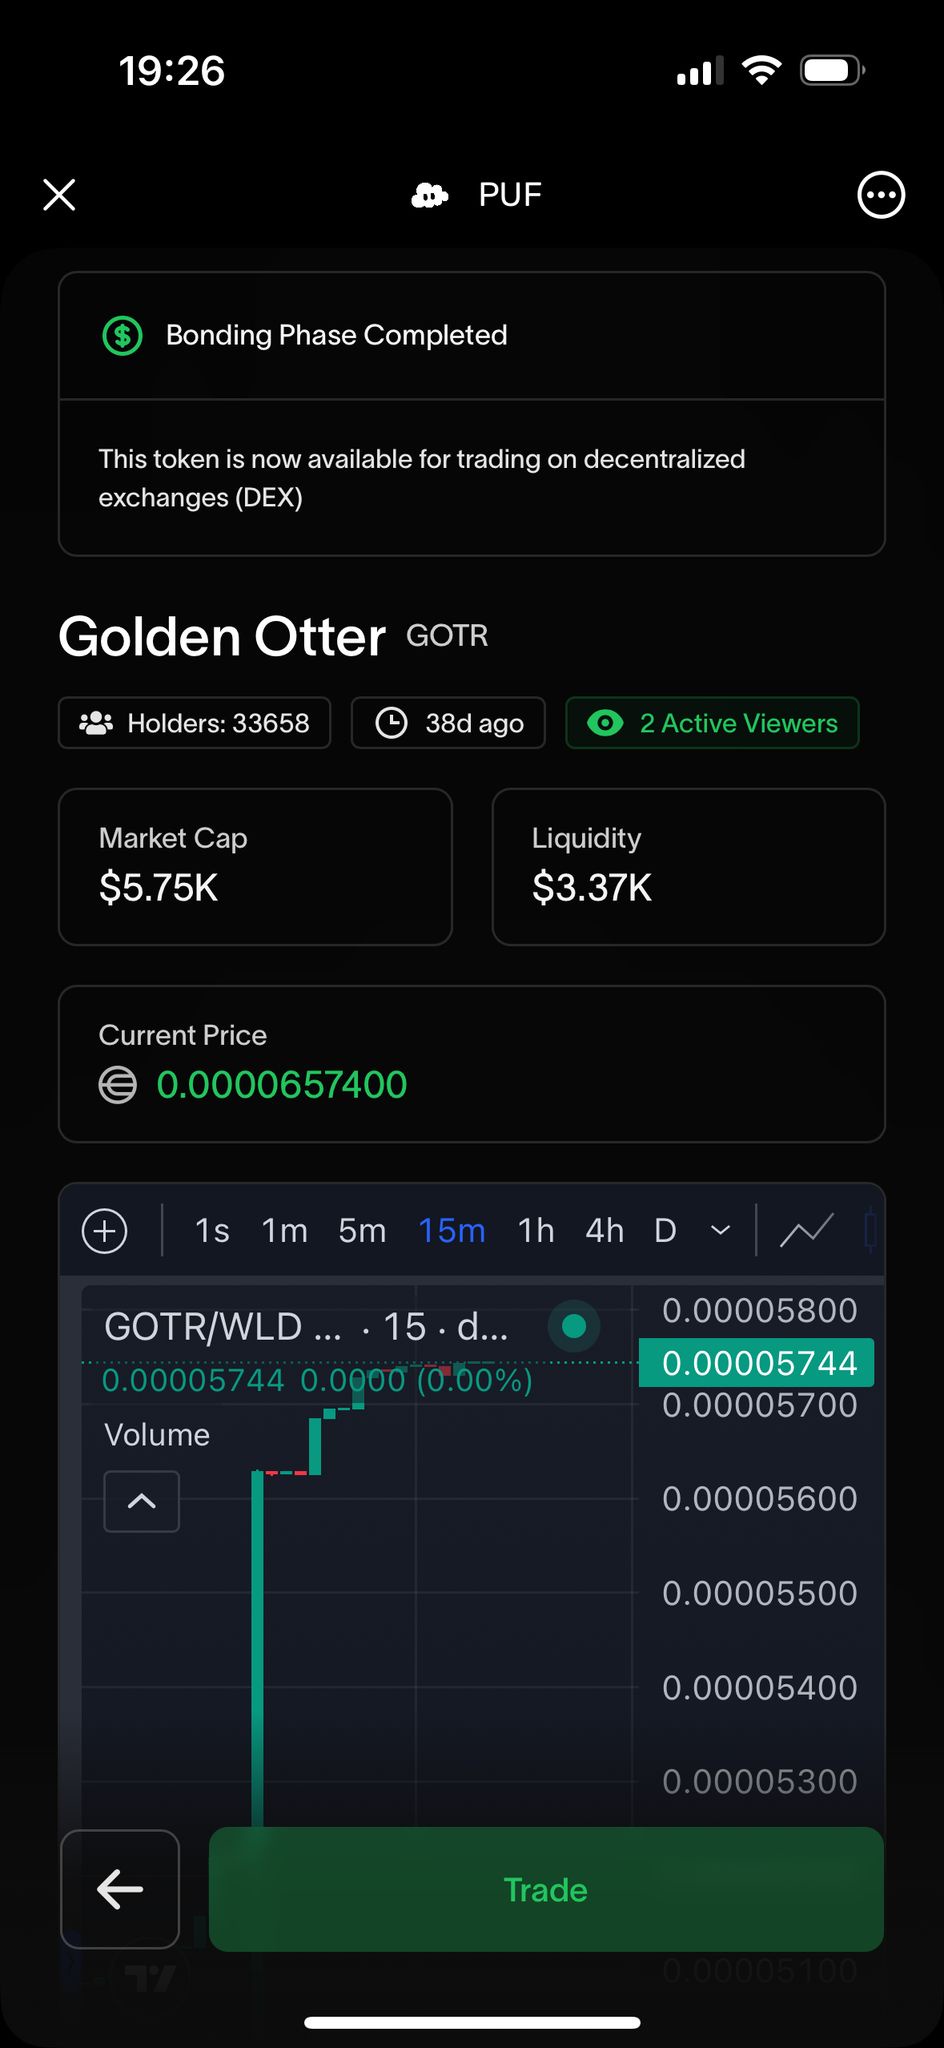 19:26
PUF
Bonding Phase Completed
This token is now available for trading on decentralized
exchanges (DEX)
Golden Otter GOTR
Holders: 33658 38d ago 2 Active Viewers
Market Cap
$5.75K
Liquidity
$3.37K
Current Price
0.0000657400
1s 1m 5m 15m 1h 4h D
GOTR/WLD ... · 15 · d...
0.00005800
0.00005744
0.00005744 0.0000 (0.00%)
0.00005700
Volume
0.00005600
0.00005500
0.00005400
0.00005300
Trade
0.00005100